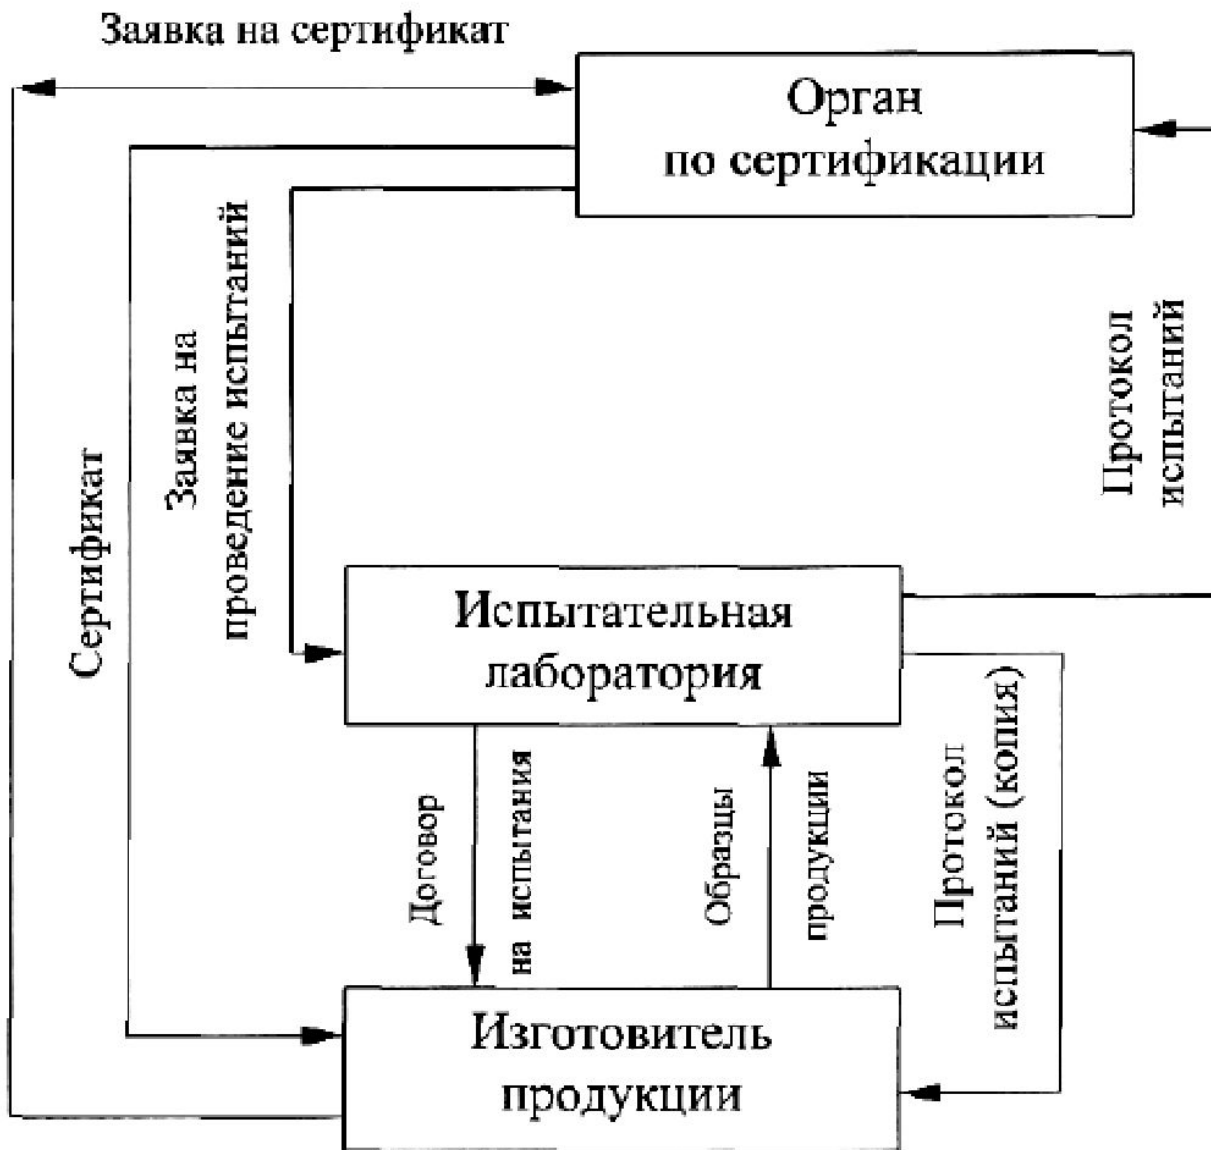 Заявка на сертификат
Орган
по сертификации
Сертификат
Заявка на
проведение испытаний
Протокол
испытаний
Испытательная
лаборатория
Договор
на испытания
Образцы
продукции
Протокол
испытаний (копия)
Изготовитель
продукции